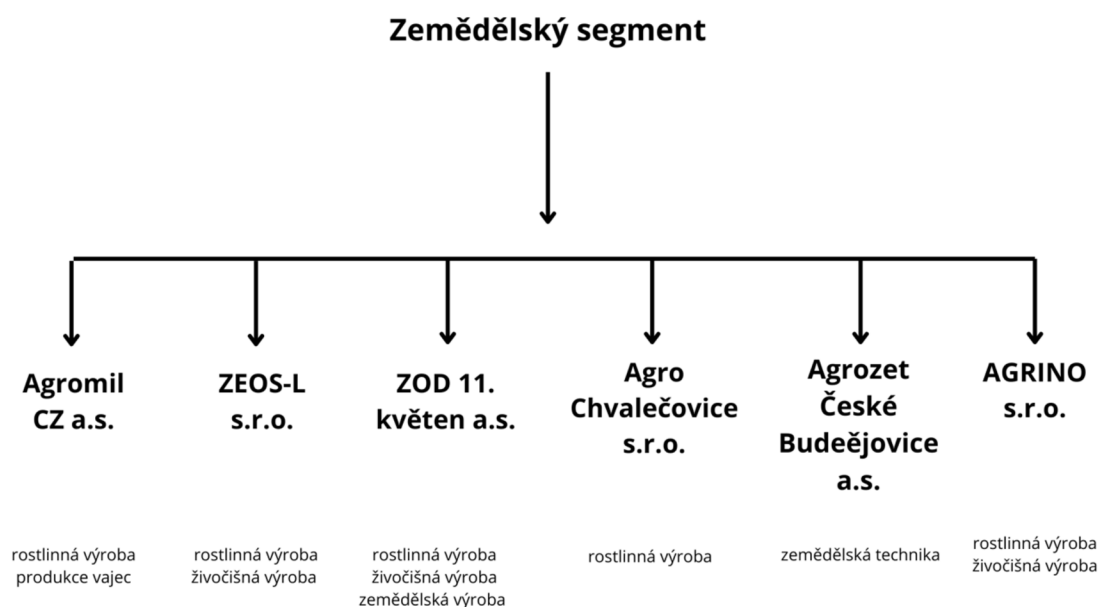 Zemědělský segment
Agromil
CZ a.s.
ZEOS-L
s.r.o.
ZOD 11.
květen a.s.
Agro
Chvalečovice
s.r.o.
Agrozet
České
Budeějovice
a.s.
AGRINO
s.r.o.
rostlinná výroba
produkce vajec
rostlinná výroba
živočišná výroba
rostlinná výroba
živočišná výroba
zemědělská výroba
rostlinná výroba
zemědělská technika
rostlinná výroba
živočišná výroba